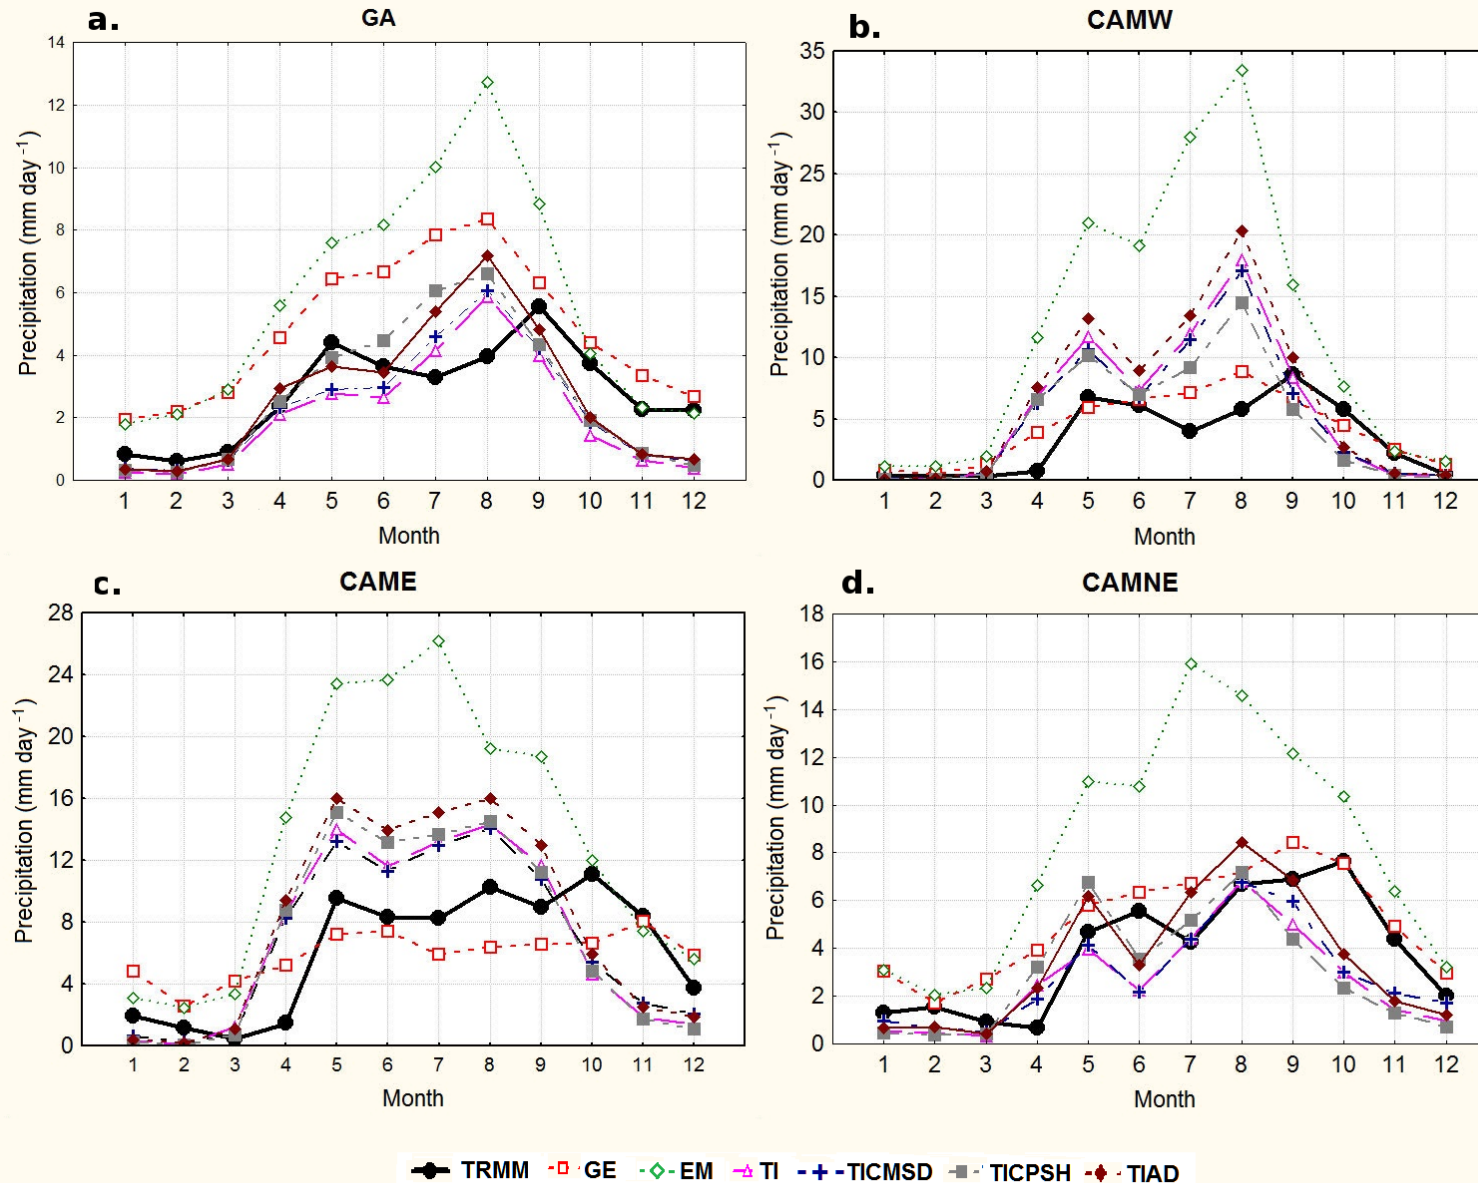 a.
GA
14
12
10
8
6
4
2
0
Precipitation (mm day⁻¹)
1 2 3 4 5 6 7 8 9 10 11 12
Month
b.
CAMW
35
30
25
20
15
10
5
0
Precipitation (mm day⁻¹)
1 2 3 4 5 6 7 8 9 10 11 12
Month
c.
CAME
28
24
20
16
12
8
4
0
Precipitation (mm day⁻¹)
1 2 3 4 5 6 7 8 9 10 11 12
Month
d.
CAMNE
18
16
14
12
10
8
6
4
2
0
Precipitation (mm day⁻¹)
1 2 3 4 5 6 7 8 9 10 11 12
Month
TRMM GE EM TI TICMSD TICPSH TIAD